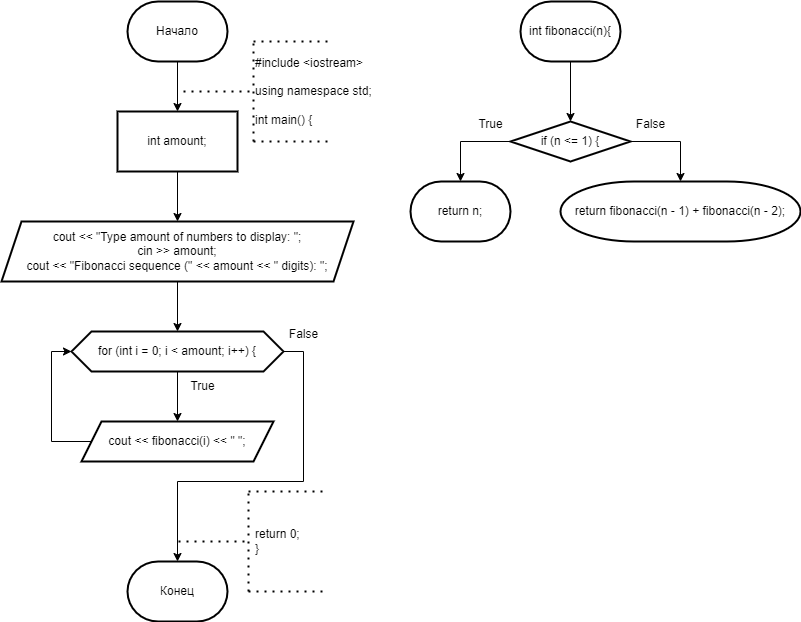 Начало
#include <iostream>
using namespace std;
int main() {
int amount;
cout << "Type amount of numbers to display: ";
cin >> amount;
cout << "Fibonacci sequence (" << amount << " digits): ";
for (int i = 0; i < amount; i++) {
False
True
cout << fibonacci(i) << " ";
return 0;
}
Конец
int fibonacci(n){
if (n <= 1) {
True
False
return n;
return fibonacci(n - 1) + fibonacci(n - 2);